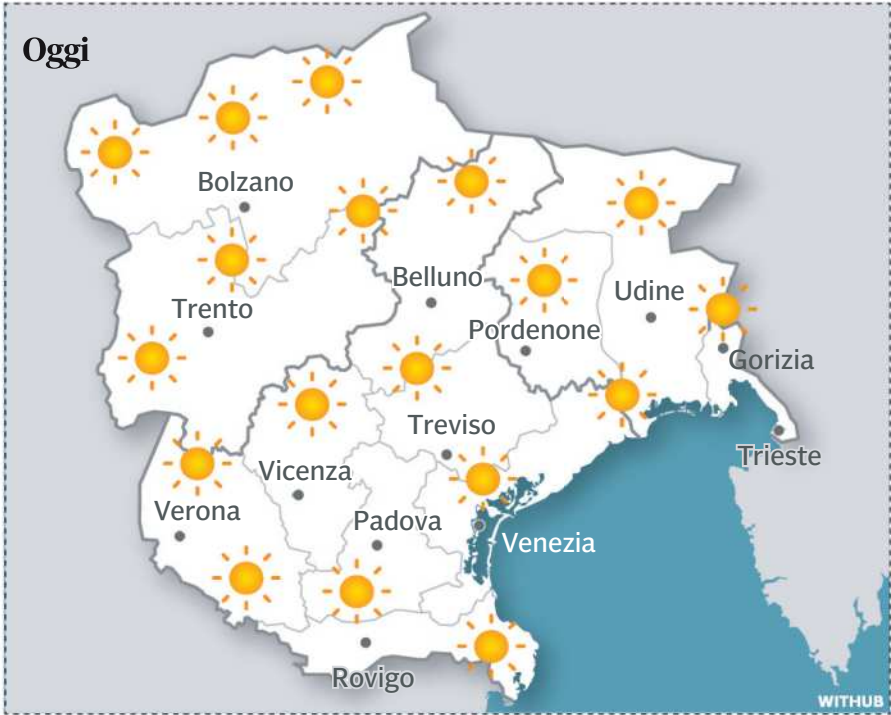 Oggi
Bolzano
Trento
Belluno
Udine
Pordenone
Gorizia
Treviso
Trieste
Vicenza
Verona
Padova
Venezia
Rovigo
WITHUB